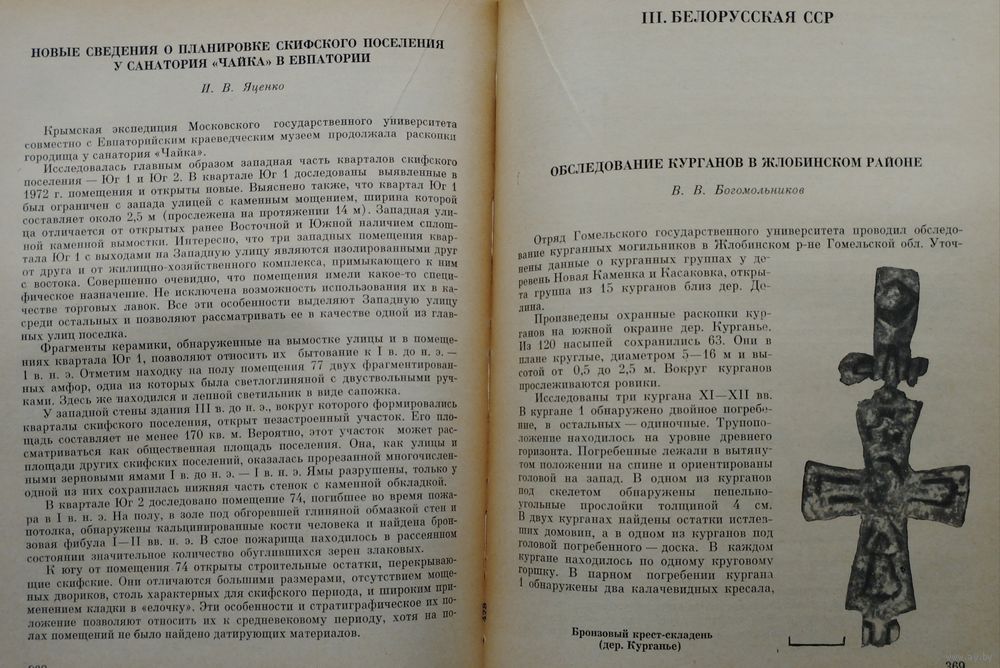 НОВЫЕ СВЕДЕНИЯ О ПЛАНИРОВКЕ СКИФСКОГО ПОСЕЛЕНИЯ
У САНАТОРИЯ «ЧАЙКА» В ЕВПАТОРИИ
И. В. Яценко
Крымская экспедиция Московского государственного университета
совместно с Евпаторийским краеведческим музеем продолжала раскопки
городища у санатория «Чайка».
Исследовалась главным образом западная часть кварталов скифского
поселения — Юг 1 и Юг 2. В квартале Юг 1 доследованы выявленные в
1972 г. помещения и открыты новые. Выяснено также, что квартал Юг 1
был ограничен с запада улицей с каменным мощением, ширина которой
составляет около 2,5 м (прослежена на протяжении 14 м). Западная ули-
ца отличается от открытых ранее Восточной и Южной наличием сплош-
ной каменной вымостки. Интересно, что три западных помещения квар-
тала Юг 1 с выходами на Западную улицу являются изолированными друг
от друга и от жилищно-хозяйственного комплекса, примыкающего к ним
с востока. Совершенно очевидно, что помещения имели какое-то специ-
фическое назначение. Не исключена возможность использования их в ка-
честве торговых лавок. Все эти особенности выделяют Западную улицу
среди остальных и позволяют рассматривать ее в качестве одной из глав-
ных улиц поселка.
Фрагменты керамики, обнаруженные на вымостке улицы и в помеще-
ниях квартала Юг 1, позволяют относить их бытование к I в. до н. э. —
I в. н. э. Отметим находку на полу помещения 77 двух фрагментирован-
ных амфор, одна из которых была светлоглиняной с двуствольными руч-
ками. Здесь же находился и лепной светильник в виде сапожка.
У западной стены здания III в. до н. э., вокруг которого формировались
кварталы скифского поселения, открыт незастроенный участок. Его пло-
щадь составляет не менее 170 кв. м. Вероятно, этот участок может рас-
сматриваться как общественная площадь поселения. Она, как улицы и
площади других скифских поселений, оказалась прорезанной многочислен-
ными зерновыми ямами I в. до н. э. — I в. н. э. Ямы разрушены, только у
одной из них сохранилась нижняя часть стенок с каменной обкладкой.
В квартале Юг 2 доследовано помещение 74, погибшее во время пожа-
ра в I в. н. э. На полу, в золе под обгоревшей глиняной обмазкой стен и
потолка, обнаружены кальцинированные кости человека и найдена брон-
зовая фибула I—II вв. н. э. В слое пожарища находилось в рассеянном
состоянии значительное количество обуглившихся зерен злаковых.
К югу от помещения 74 открыты строительные остатки, перекрываю-
щие скифские. Они отличаются большими размерами, отсутствием моще-
ных двориков, столь характерных для скифского периода, и широким при-
менением кладки в «елочку». Эти особенности и стратиграфическое их по-
ложение позволяют относить их к средневековому периоду, хотя на по-
лах помещений не было найдено датирующих материалов.
III. БЕЛОРУССКАЯ ССР
ОБСЛЕДОВАНИЕ КУРГАНОВ В ЖЛОБИНСКОМ РАЙОНЕ
В. В. Богомольников
Отряд Гомельского государственного университета проводил обследо-
вание курганных могильников в Жлобинском р-не Гомельской обл. Уточ-
нены данные о курганных группах у де-
ревень Новая Каменка и Касаковка, откры-
та группа из 15 курганов близ дер. До-
лина.
Произведены охранные раскопки кур-
ганов на южной окраине дер. Курганье.
Из 120 насыпей сохранились 63. Они в
плане круглые, диаметром 5—16 м и вы-
сотой от 0,5 до 2,5 м. Вокруг курганов
прослеживаются ровики.
Исследованы три кургана XI—XII вв.
В кургане 1 обнаружено двойное погребе-
ние, в остальных — одиночные. Трупопо-
ложение находилось на уровне древнего
горизонта. Погребенные лежали в вытяну-
том положении на спине и ориентированы
головой на запад. В одном из курганов
под скелетом обнаружены пепельно-
угольные прослойки толщиной 4 см.
В двух курганах найдены остатки истлев-
ших домовин, а в одном из курганов под
головой погребенного — доска. В каждом
кургане находилось по одному круговому
горшку. В парном погребении кургана
1 обнаружены два калачевидных кресала,
Бронзовый крест-складень
(дер. Курганье)
369
www.ay.by